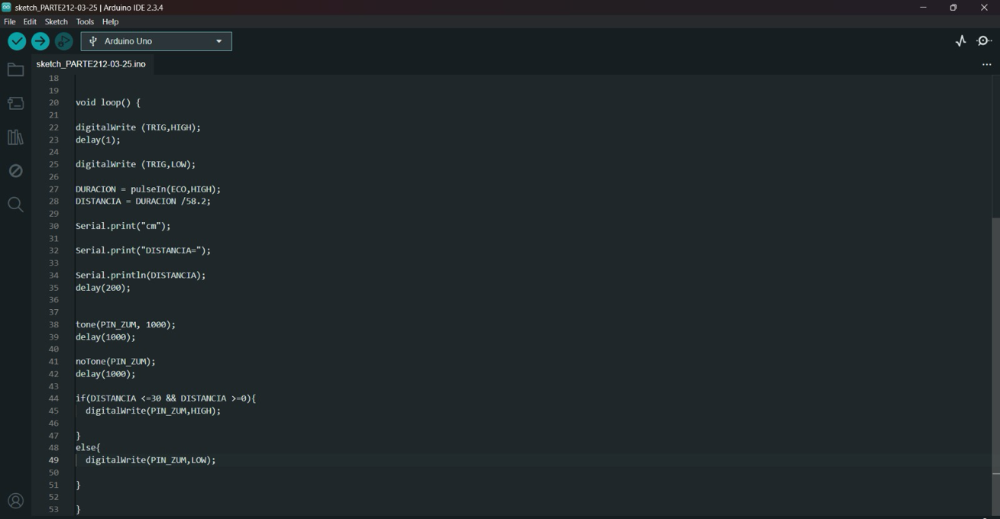 sketch_PARTE212-03-25 | Arduino IDE 2.3.4
File Edit Sketch Tools Help
Arduino Uno
sketch_PARTE212-03-25.ino
18
19
20 void loop() {
21
22 digitalWrite (TRIG,HIGH);
23 delay(1);
24
25 digitalWrite (TRIG,LOW);
26
27 DURACION = pulseIn(ECO,HIGH);
28 DISTANCIA = DURACION /58.2;
29
30 Serial.print("cm");
31
32 Serial.print("DISTANCIA=");
33
34 Serial.println(DISTANCIA);
35 delay(200);
36
37
38 tone(PIN_ZUM, 1000);
39 delay(1000);
40
41 noTone(PIN_ZUM);
42 delay(1000);
43
44 if(DISTANCIA <=30 && DISTANCIA >=0){
45 digitalWrite(PIN_ZUM,HIGH);
46
47 }
48 else{
49 digitalWrite(PIN_ZUM,LOW);
50
51 }
52
53 }